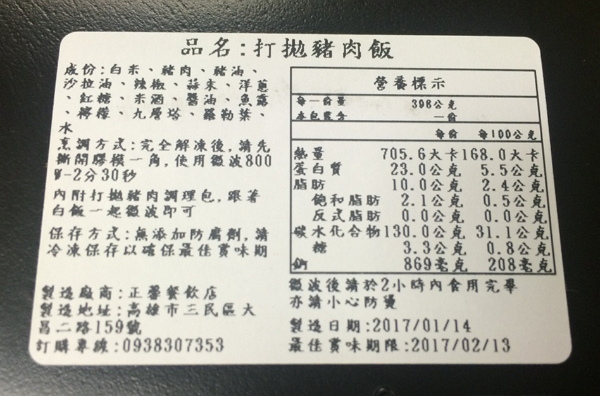 品名:打拋豬肉飯
成份:白米、豬肉、豬油、
沙拉油、辣椒、蒜末、洋蔥
、紅糖、米酒、醬油、魚露
、檸檬、九層塔、羅勒葉、
水
烹調方式:完全解凍後,請先
撕開膠模一角,使用微波800
W-2分30秒
內附打拋豬肉調理包,跟著
白飯一起微波即可
保存方式:無添加防腐劑,請
冷凍保存以確保最佳賞味期
製造廠商:正馨餐飲店
製造地址:高雄市三民區大
昌二路159號
訂購專線:0938307353
營養標示
每一份量 398公克
本包裝含 一份
每份 每100公克
熱量 705.6大卡 168.0大卡
蛋白質 23.0公克 5.5公克
脂肪 10.0公克 2.4公克
飽和脂肪 2.1公克 0.5公克
反式脂肪 0.0公克 0.0公克
碳水化合物 130.0公克 31.1公克
糖 3.3公克 0.8公克
鈉 869毫克 208毫克
微波後請於2小時內食用完畢
亦請小心防燙
製造日期:2017/01/14
最佳賞味期限:2017/02/13